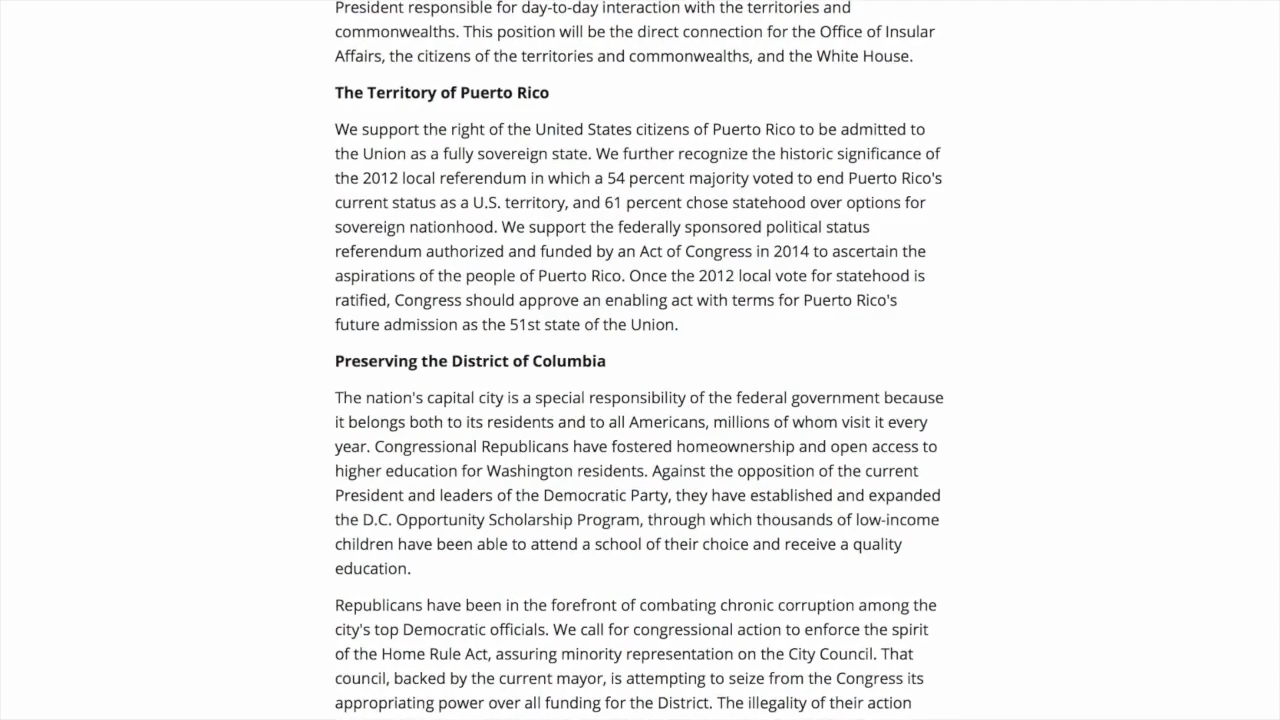 President responsible for day-to-day interaction with the territories and
commonwealths. This position will be the direct connection for the Office of Insular
Affairs, the citizens of the territories and commonwealths, and the White House.
The Territory of Puerto Rico
We support the right of the United States citizens of Puerto Rico to be admitted to
the Union as a fully sovereign state. We further recognize the historic significance of
the 2012 local referendum in which a 54 percent majority voted to end Puerto Rico's
current status as a U.S. territory, and 61 percent chose statehood over options for
sovereign nationhood. We support the federally sponsored political status
referendum authorized and funded by an Act of Congress in 2014 to ascertain the
aspirations of the people of Puerto Rico. Once the 2012 local vote for statehood is
ratified, Congress should approve an enabling act with terms for Puerto Rico's
future admission as the 51st state of the Union.
Preserving the District of Columbia
The nation's capital city is a special responsibility of the federal government because
it belongs both to its residents and to all Americans, millions of whom visit it every
year. Congressional Republicans have fostered homeownership and open access to
higher education for Washington residents. Against the opposition of the current
President and leaders of the Democratic Party, they have established and expanded
the D.C. Opportunity Scholarship Program, through which thousands of low-income
children have been able to attend a school of their choice and receive a quality
education.
Republicans have been in the forefront of combating chronic corruption among the
city's top Democratic officials. We call for congressional action to enforce the spirit
of the Home Rule Act, assuring minority representation on the City Council. That
council, backed by the current mayor, is attempting to seize from the Congress its
appropriating power over all funding for the District. The illegality of their action